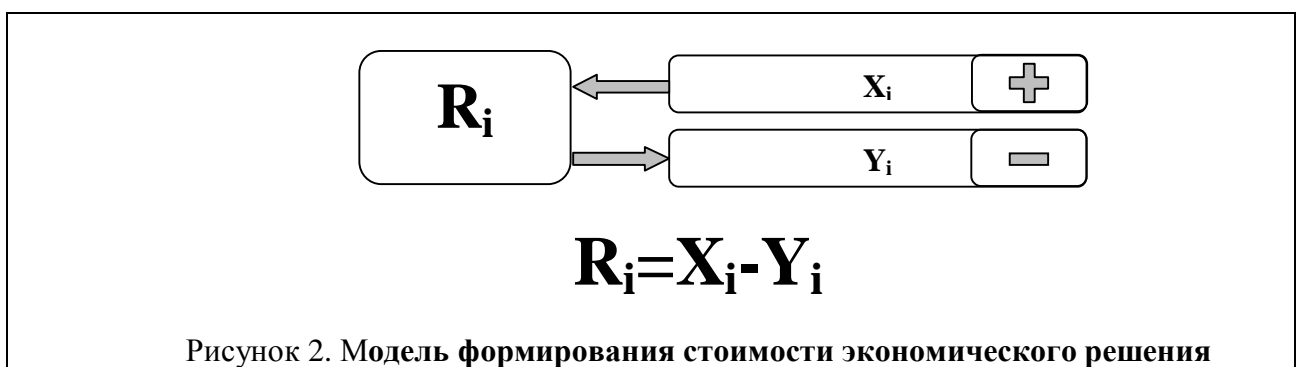 Rᵢ
Xᵢ
Yᵢ
Rᵢ=Xᵢ-Yᵢ
Рисунок 2. Модель формирования стоимости экономического решения